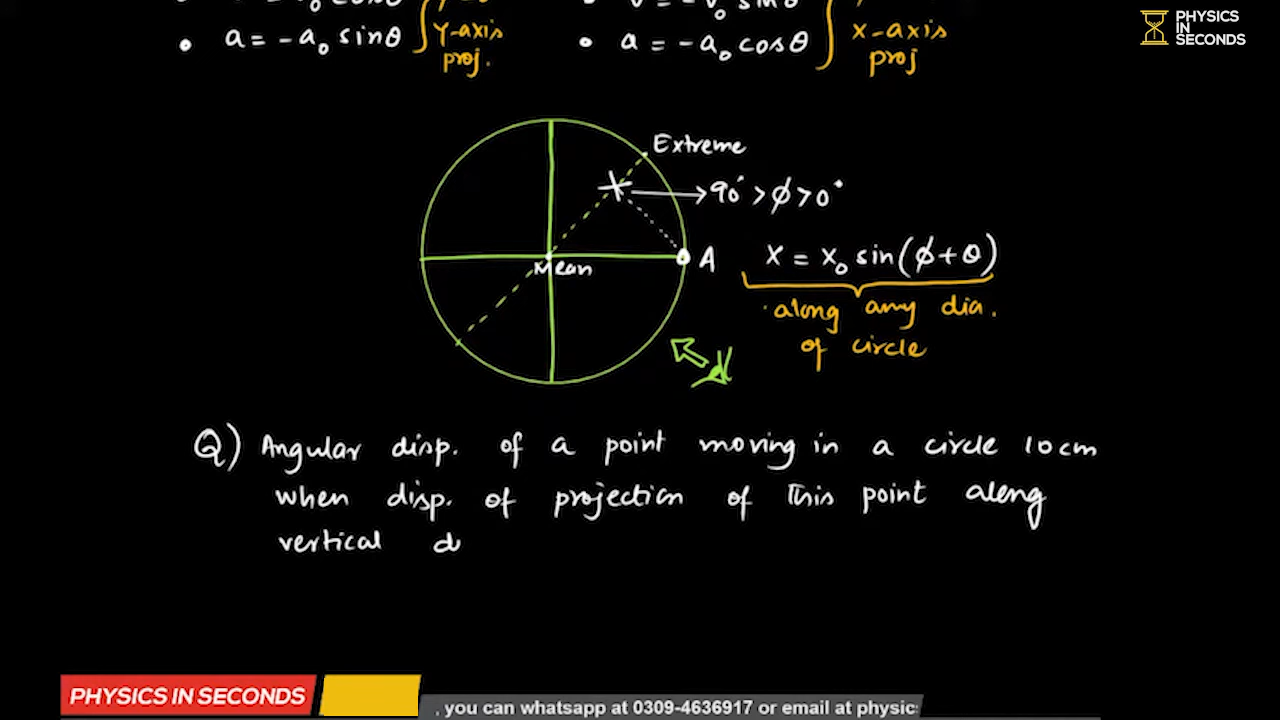 • a = -a₀ sinθ
Y-axis
proj.
• a = -a₀ cosθ
x-axis
proj
PHYSICS
IN
SECONDS
Extreme
90° > ϕ > 0°
Mean
A
x = x₀ sin(ϕ+θ)
along any dia.
of circle
Q) Angular disp. of a point moving in a circle 10cm
when disp. of projection of this point along
vertical d
PHYSICS IN SECONDS
, you can whatsapp at 0309-4636917 or email at physic